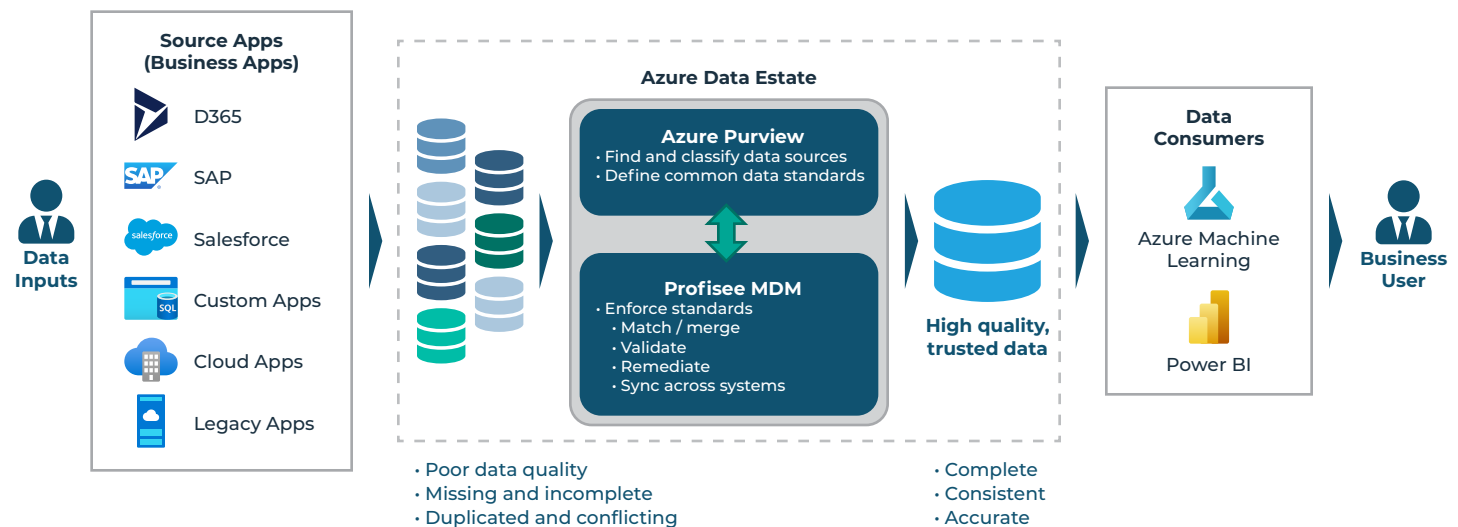 Data
Inputs
Source Apps
(Business Apps)
D365
SAP
SAP
salesforce
Salesforce
SQL
Custom Apps
Cloud Apps
Legacy Apps
Azure Data Estate
Azure Purview
· Find and classify data sources
· Define common data standards
Profisee MDM
· Enforce standards
· Match / merge
· Validate
· Remediate
· Sync across systems
High quality,
trusted data
Data
Consumers
Azure Machine
Learning
Power BI
Business
User
· Poor data quality
· Missing and incomplete
· Duplicated and conflicting
· Complete
· Consistent
· Accurate